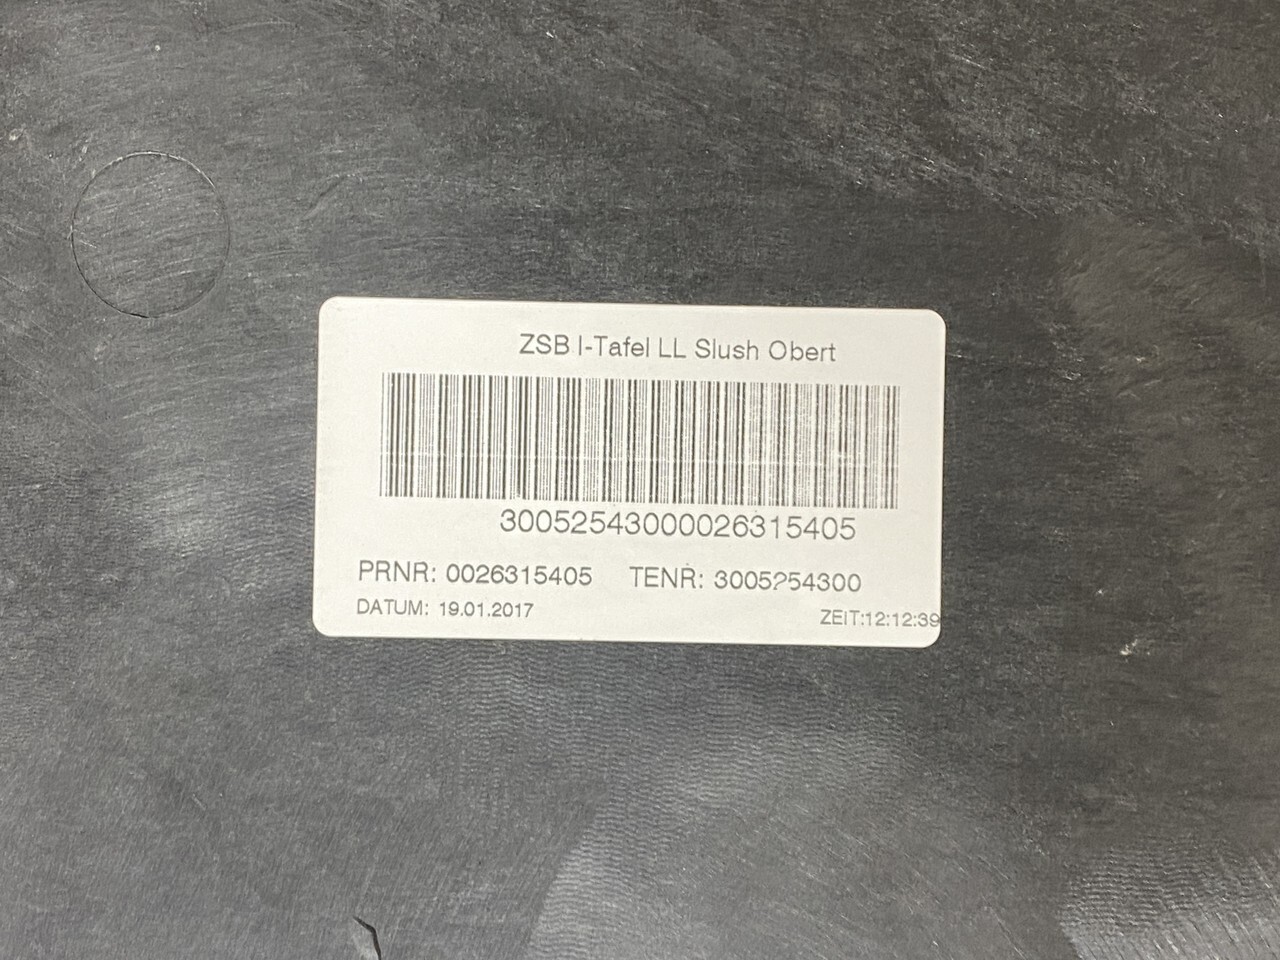 ZSB I-Tafel LL Slush Obert
30052543000026315405
PRNR: 0026315405 TENR: 3005254300
DATUM: 19.01.2017 ZEIT:12:12:39